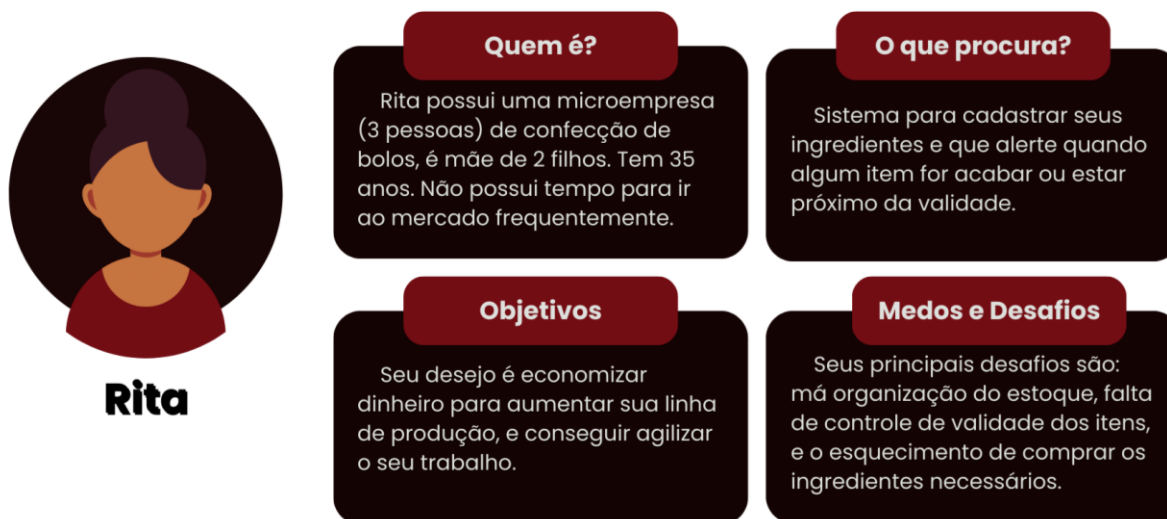 Quem é?
Rita possui uma microempresa
(3 pessoas) de confecção de
bolos, é mãe de 2 filhos. Tem 35
anos. Não possui tempo para ir
ao mercado frequentemente.
O que procura?
Sistema para cadastrar seus
ingredientes e que alerte quando
algum item for acabar ou estar
próximo da validade.
Rita
Objetivos
Seu desejo é economizar
dinheiro para aumentar sua linha
de produção, e conseguir agilizar
o seu trabalho.
Medos e Desafios
Seus principais desafios são:
má organização do estoque, falta
de controle de validade dos itens,
e o esquecimento de comprar os
ingredientes necessários.